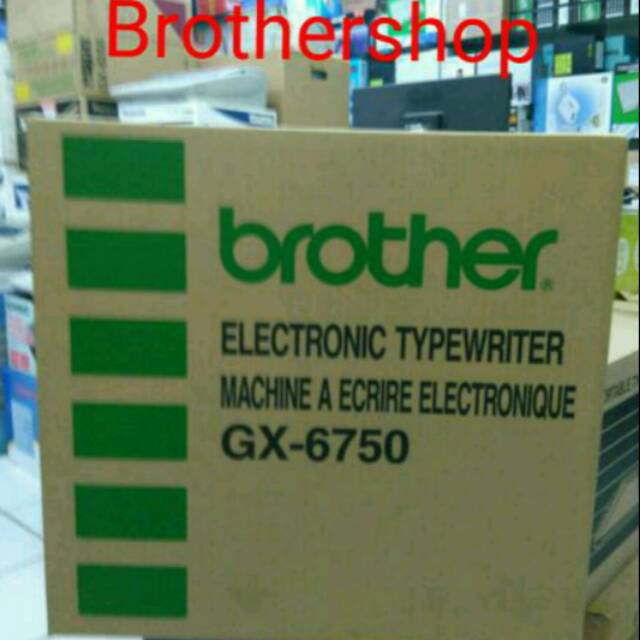 Brothershop
brother®
ELECTRONIC TYPEWRITER
MACHINE A ECRIRE ELECTRONIQUE
GX-6750